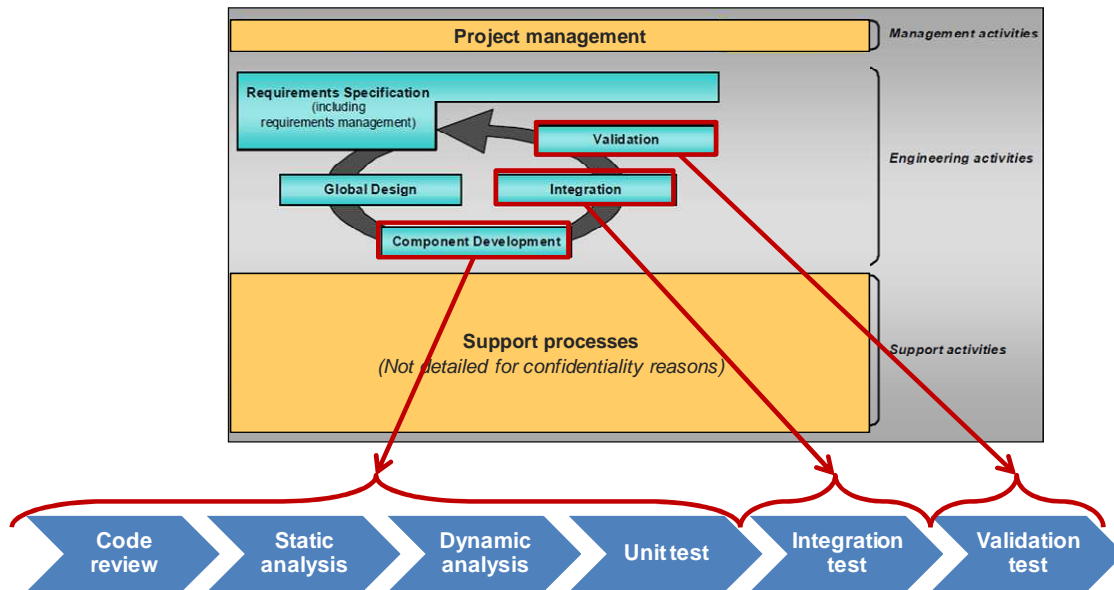 Project management
Management activities
Requirements Specification
(including
requirements management)
Validation
Engineering activities
Global Design
Integration
Component Development
Support processes
(Not detailed for confidentiality reasons)
Support activities
Code
review
Static
analysis
Dynamic
analysis
Unit test
Integration
test
Validation
test